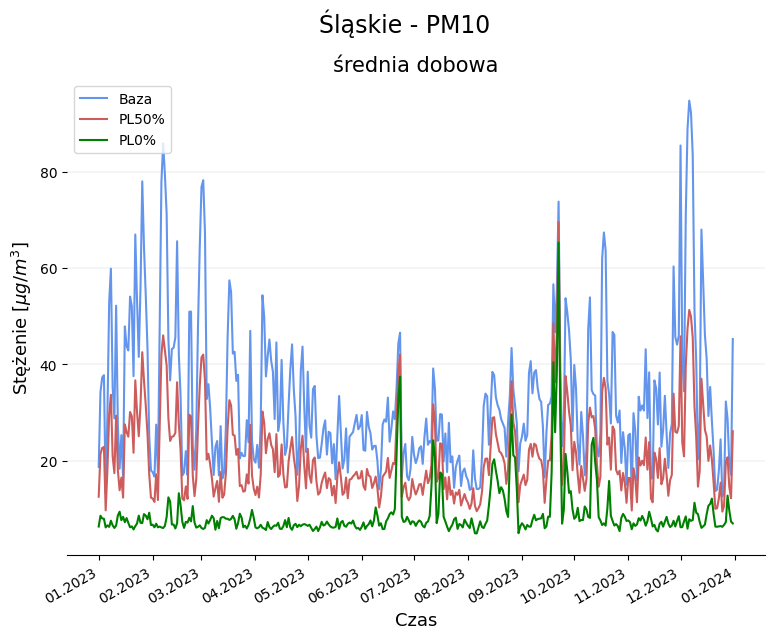 Śląskie - PM10
średnia dobowa
Baza
PL50%
PL0%
Stężenie [μg/m³]
80
60
40
20
01.2023
02.2023
03.2023
04.2023
05.2023
06.2023
07.2023
08.2023
09.2023
10.2023
11.2023
12.2023
01.2024
Czas